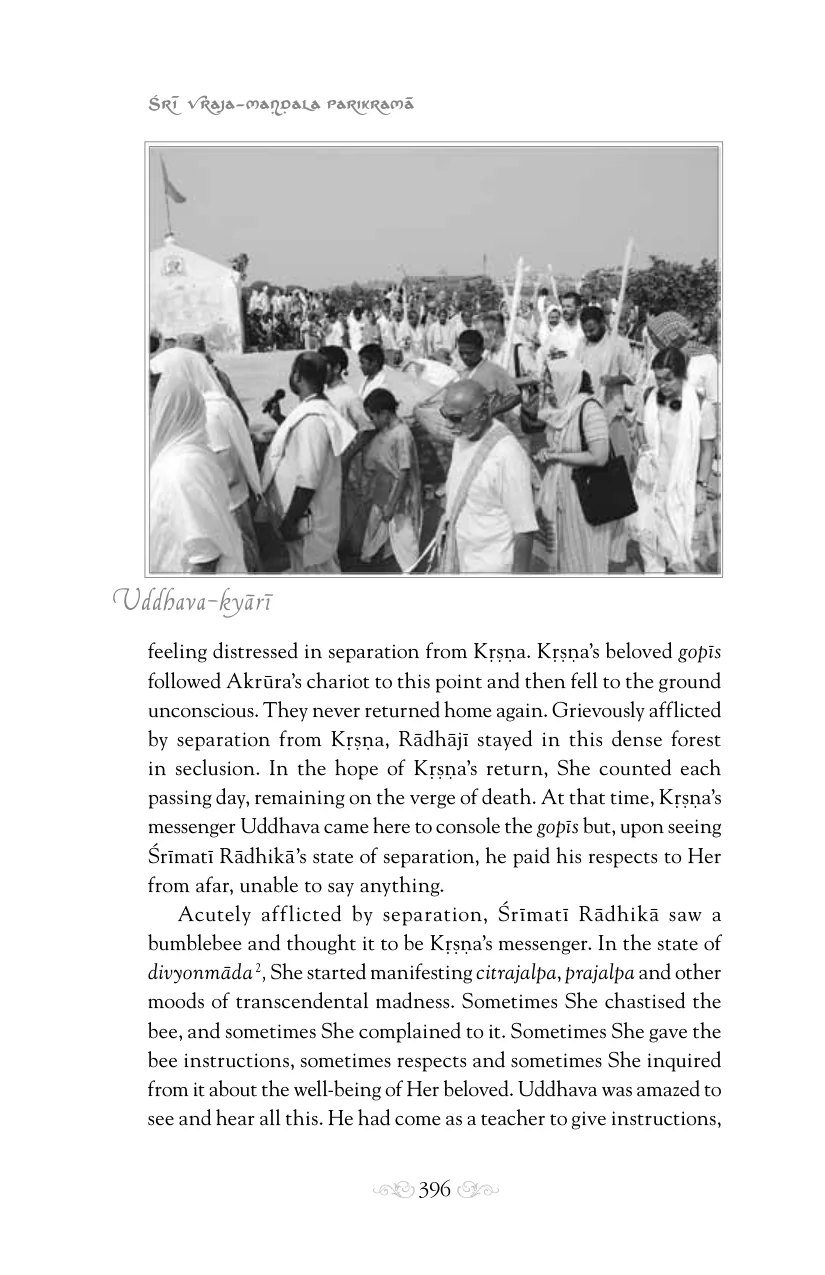 Śrī Vraja-maṇḍala Parikramā
Uddhava-kyārī
feeling distressed in separation from Kṛṣṇa. Kṛṣṇa’s beloved gopīs
followed Akrūra’s chariot to this point and then fell to the ground
unconscious. They never returned home again. Grievously afflicted
by separation from Kṛṣṇa, Rādhājī stayed in this dense forest
in seclusion. In the hope of Kṛṣṇa’s return, She counted each
passing day, remaining on the verge of death. At that time, Kṛṣṇa’s
messenger Uddhava came here to console the gopīs but, upon seeing
Śrīmatī Rādhikā’s state of separation, he paid his respects to Her
from afar, unable to say anything.
Acutely afflicted by separation, Śrīmatī Rādhikā saw a
bumblebee and thought it to be Kṛṣṇa’s messenger. In the state of
divyonmāda², She started manifesting citrajalpa, prajalpa and other
moods of transcendental madness. Sometimes She chastised the
bee, and sometimes She complained to it. Sometimes She gave the
bee instructions, sometimes respects and sometimes She inquired
from it about the well-being of Her beloved. Uddhava was amazed to
see and hear all this. He had come as a teacher to give instructions,
396